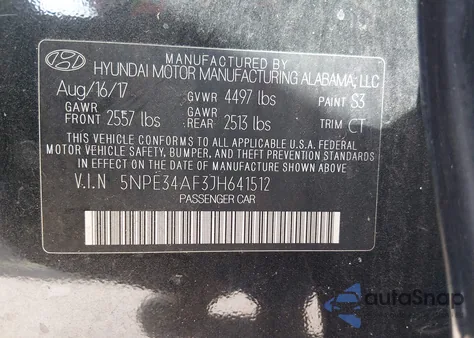 MANUFACTURED BY
HYUNDAI MOTOR MANUFACTURING ALABAMA, LLC
Aug/16/17 GVWR 4497 lbs PAINT S3
GAWR FRONT 2557 lbs GAWR REAR 2513 lbs TRIM CT
THIS VEHICLE CONFORMS TO ALL APPLICABLE U.S.A FEDERAL
MOTOR VEHICLE SAFETY, BUMPER, AND THEFT PREVENTION STANDARDS
IN EFFECT ON THE DATE OF MANUFACTURE SHOWN ABOVE.
V.I.N 5NPE34AF3JH641512
PASSENGER CAR
autoSnap